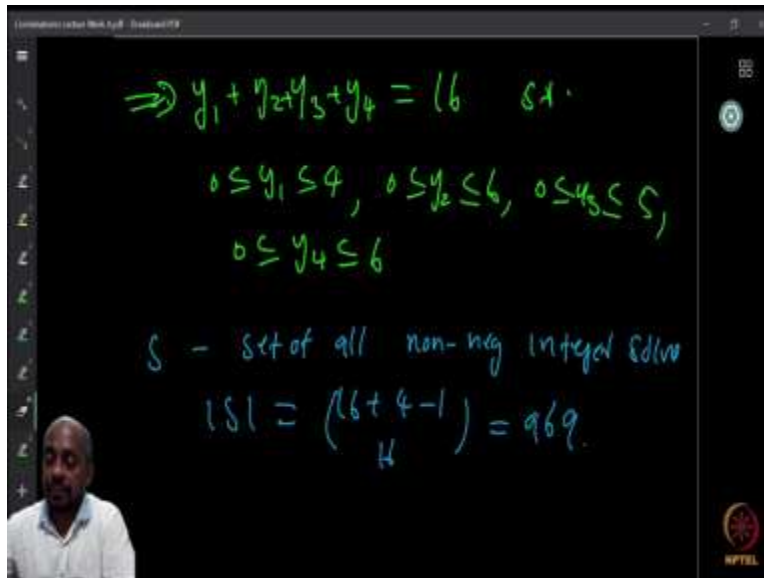 ⇒ y₁ + y₂ + y₃ + y₄ = 16 s.t.
0 ≤ y₁ ≤ 4, 0 ≤ y₂ ≤ 6, 0 ≤ y₃ ≤ 5,
0 ≤ y₄ ≤ 6
S - set of all non-neg integer soln
|S| = (16 + 4 - 1
16) = 969.
NPTEL